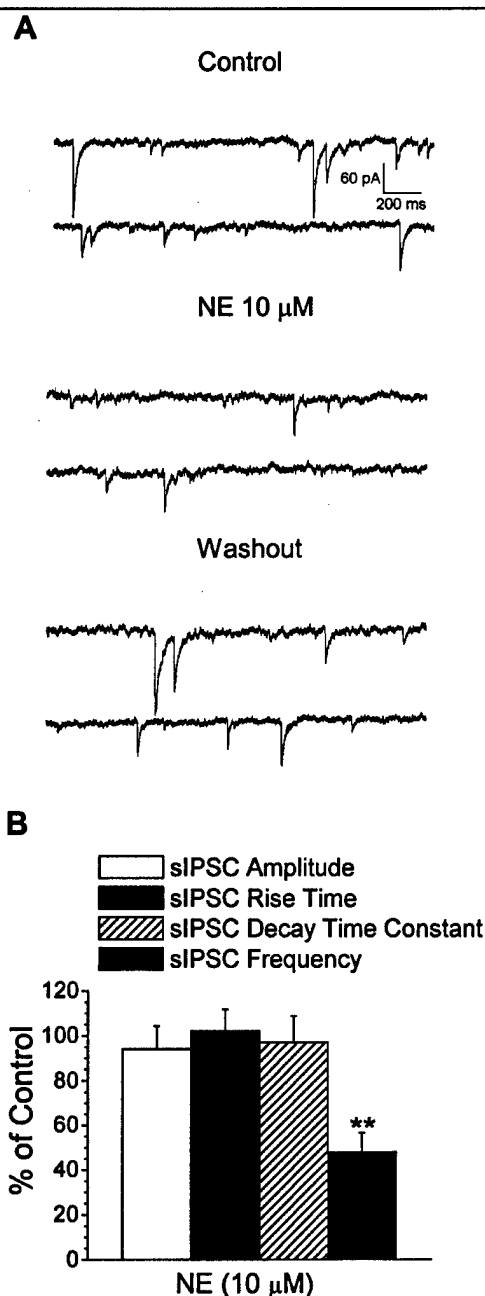 A
Control
60 pA
200 ms
NE 10 μM
Washout
B
sIPSC Amplitude
sIPSC Rise Time
sIPSC Decay Time Constant
sIPSC Frequency
120
100
80
60
40
20
0
% of Control
**
NE (10 μM)